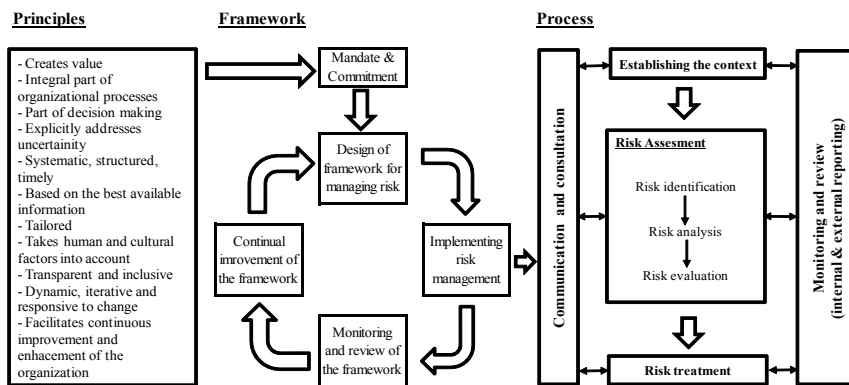 Principles
- Creates value
- Integral part of
organizational processes
- Part of decision making
- Explicitly addresses
uncertainity
- Systematic, structured,
timely
- Based on the best available
information
- Tailored
- Takes human and cultural
factors into account
- Transparent and inclusive
- Dynamic, iterative and
responsive to change
- Facilitates continuous
improvement and
enhacement of the
organization
Framework
Mandate &
Commitment
Design of
framework for
managing risk
Continual
imrovement of
the framework
Implementing
risk
management
Monitoring
and review of
the framework
Process
Communication and consultation
Establishing the context
Risk Assesment
Risk identification
Risk analysis
Risk evaluation
Risk treatment
Monitoring and review
(internal & external reporting)